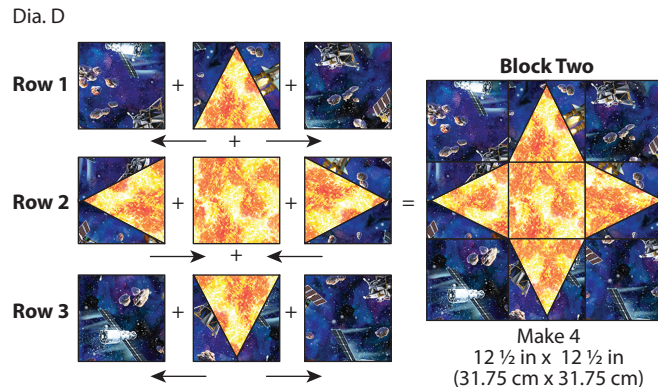 Dia. D
Block Two
Row 1 + +
+
Row 2 + + =
+
Row 3 + +
Make 4
12 ½ in x 12 ½ in
(31.75 cm x 31.75 cm)